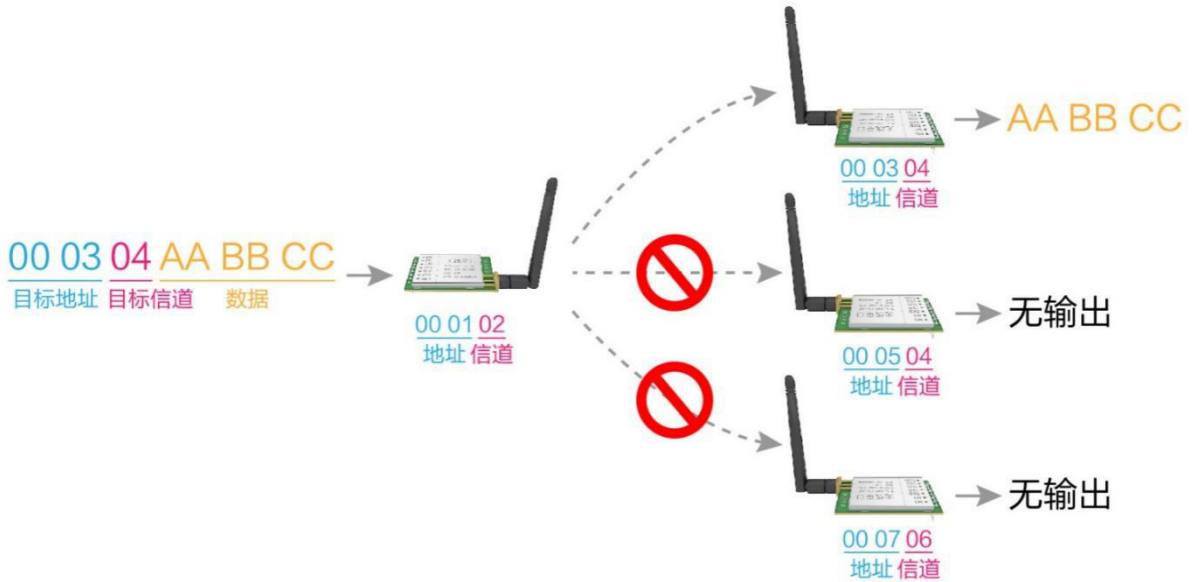 00 03 04 AA BB CC
目标地址 目标信道 数据
00 01 02
地址 信道
AA BB CC
00 03 04
地址 信道
无输出
00 05 04
地址 信道
无输出
00 07 06
地址 信道